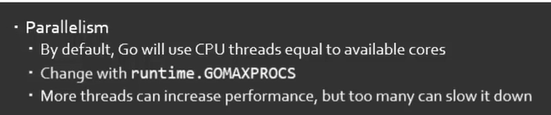 • Parallelism
• By default, Go will use CPU threads equal to available cores
• Change with runtime.GOMAXPROCS
• More threads can increase performance, but too many can slow it down